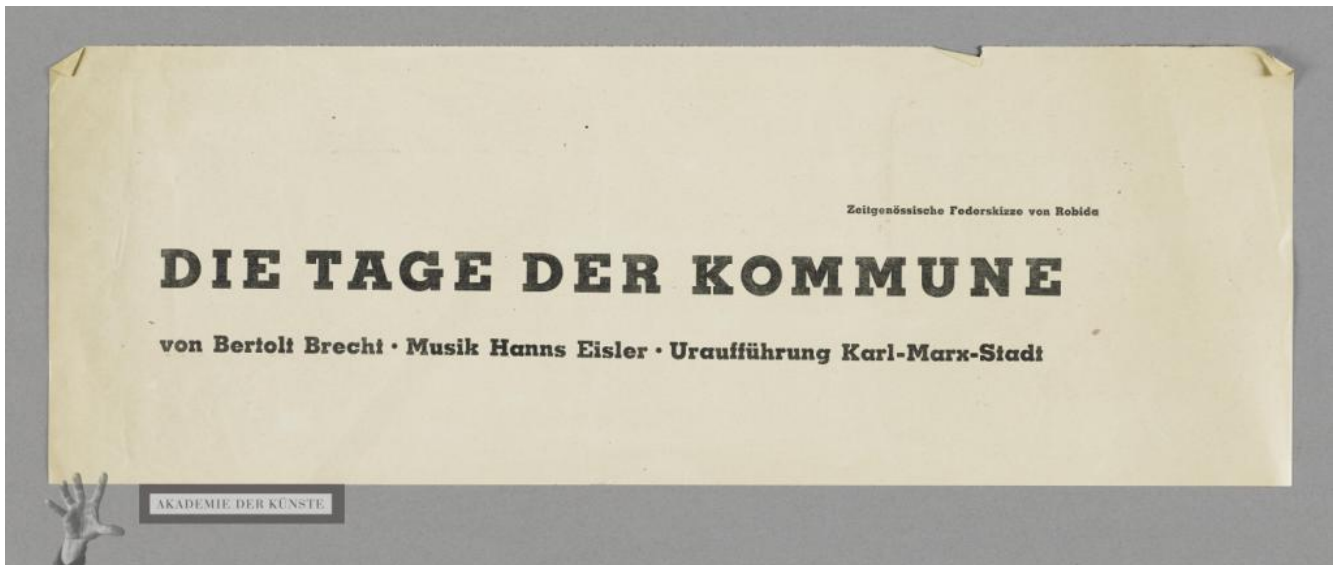 Zeitgenössische Federskizze von Robida
DIE TAGE DER KOMMUNE
von Bertolt Brecht · Musik Hanns Eisler · Uraufführung Karl-Marx-Stadt
AKADEMIE DER KÜNSTE